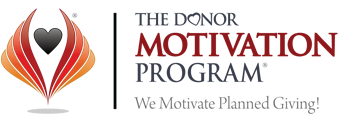 ®
THE DONOR
MOTIVATION
PROGRAM®
We Motivate Planned Giving!